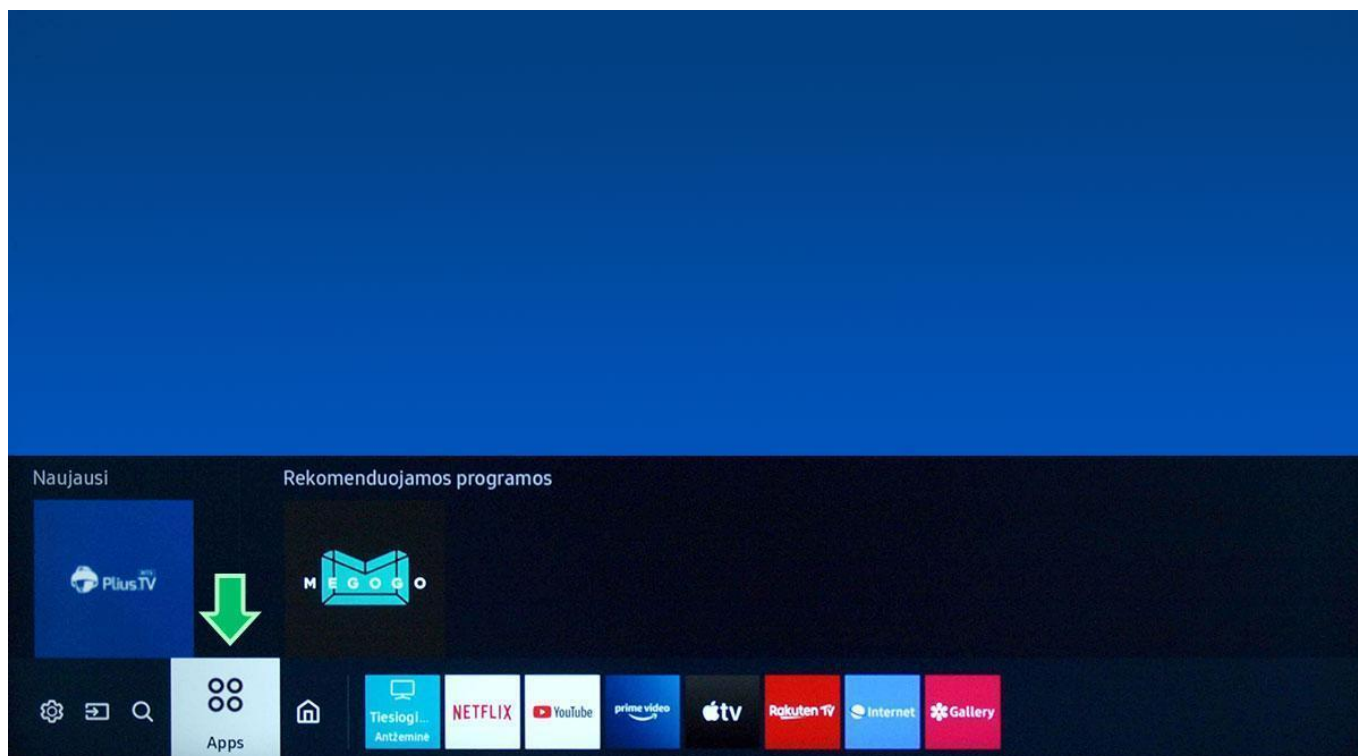 Naujausi
Rekomenduojamos programos
Plius TV
MEGOGO
Apps
Tiesiogi...
Antžeminė
NETFLIX
YouTube
prime video
tv
Rakuten TV
Internet
Gallery